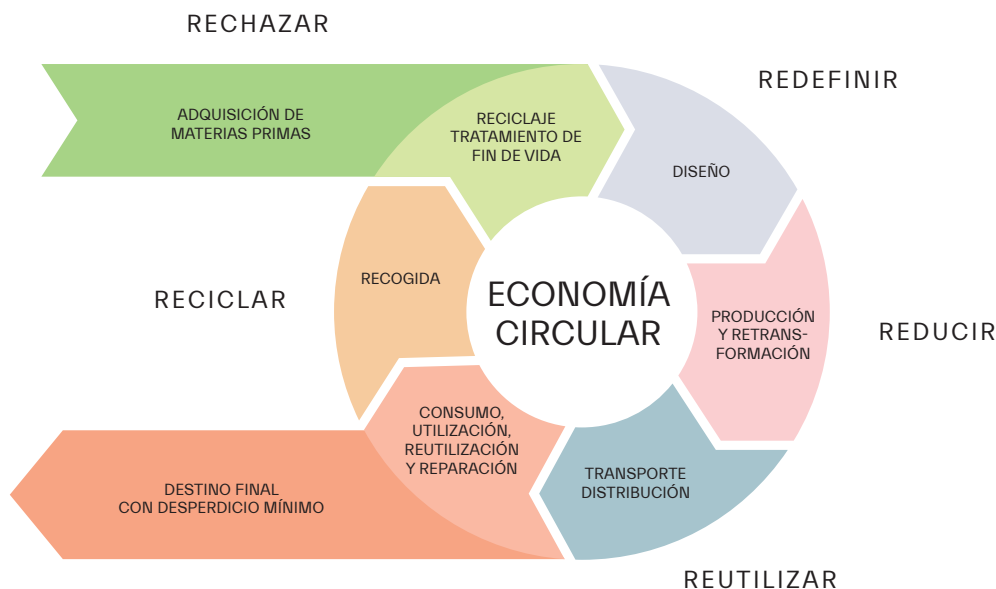 RECHAZAR
REDEFINIR
ADQUISICIÓN DE
MATERIAS PRIMAS
RECICLAJE
TRATAMIENTO DE
FIN DE VIDA
DISEÑO
RECOGIDA
RECICLAR
ECONOMÍA
CIRCULAR
PRODUCCIÓN
Y RETRANS-
FORMACIÓN
REDUCIR
CONSUMO,
UTILIZACIÓN,
REUTILIZACIÓN
Y REPARACIÓN
TRANSPORTE
DISTRIBUCIÓN
DESTINO FINAL
CON DESPERDICIO MÍNIMO
REUTILIZAR